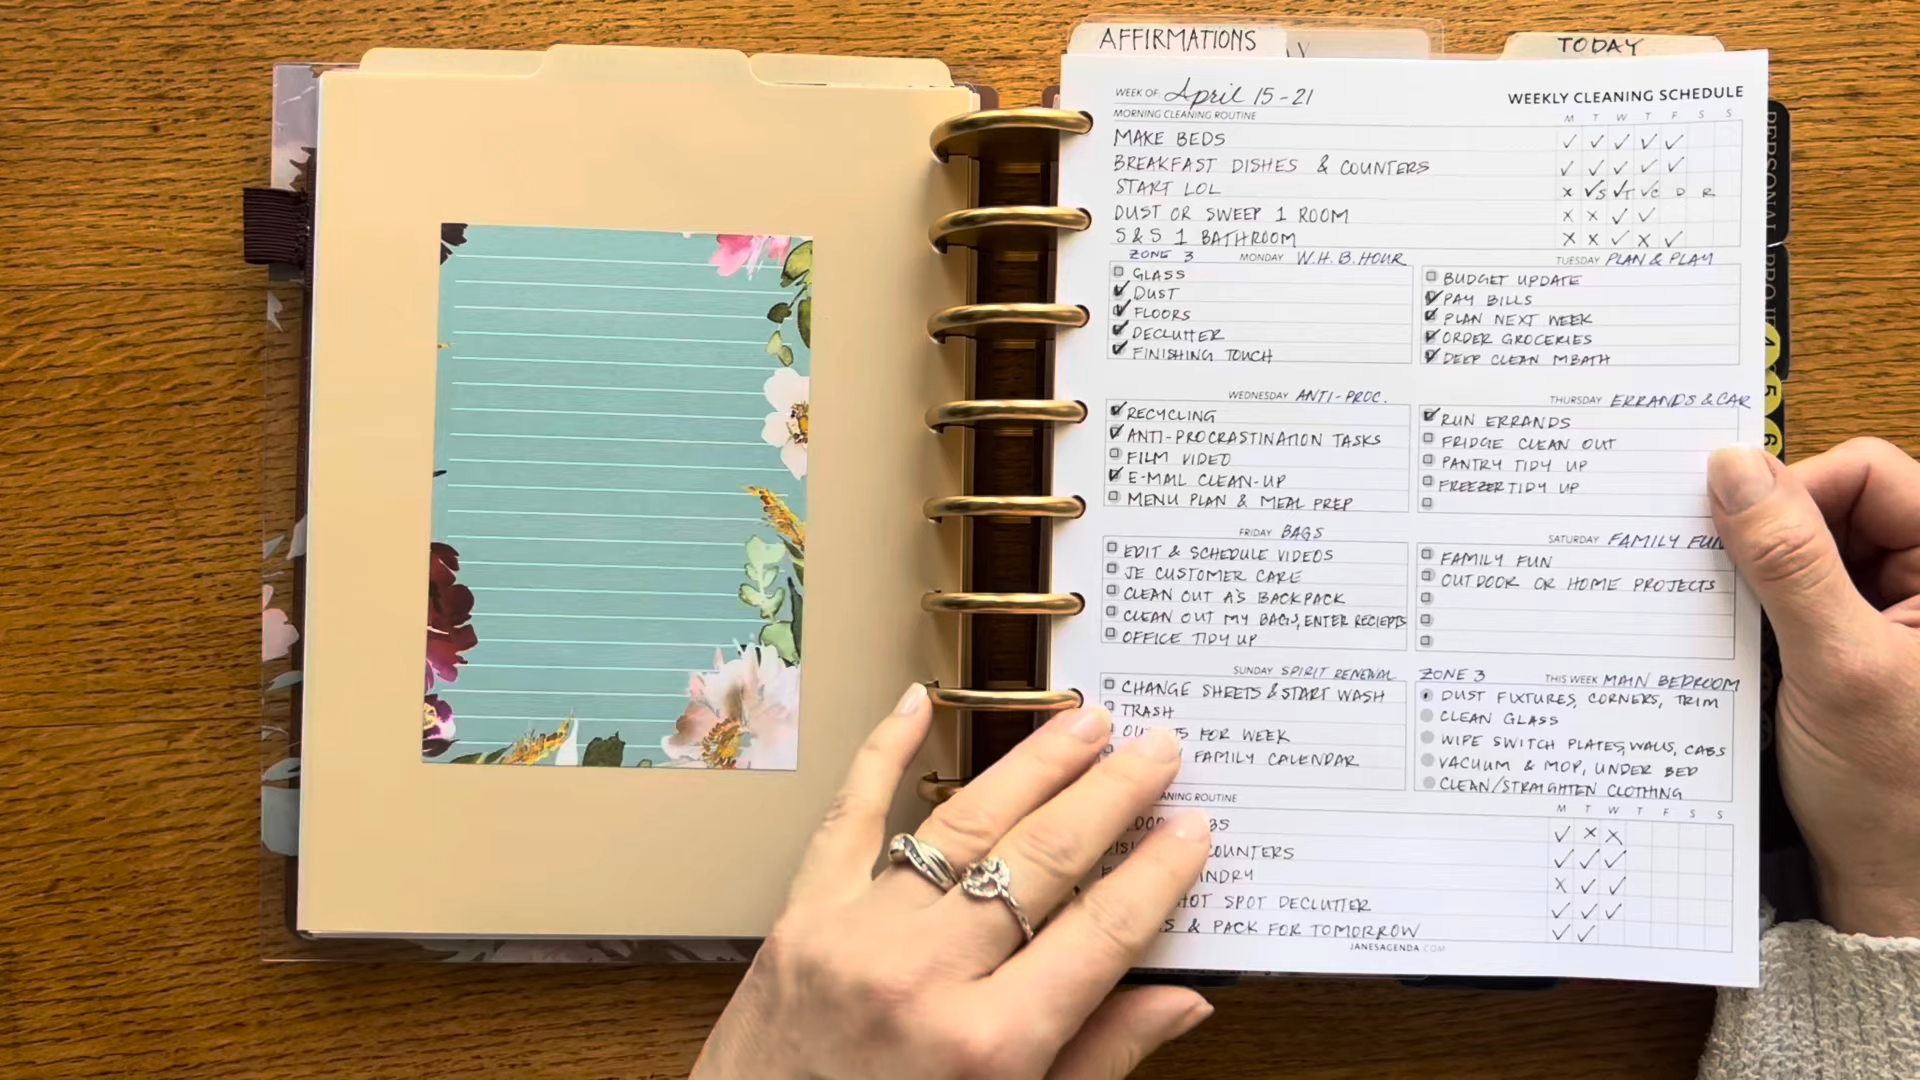 AFFIRMATIONS
TODAY
WEEK OF April 15-21
WEEKLY CLEANING SCHEDULE
MORNING CLEANING ROUTINE M T W T F S S
MAKE BEDS ✓ ✓ ✓ ✓ ✓
BREAKFAST DISHES & COUNTERS ✓ ✓ ✓ ✓ ✓
START LOL X ✓S ✓T ✓C D R
DUST OR SWEEP 1 ROOM X X ✓ ✓
S&S 1 BATHROOM X X ✓ X ✓
ZONE 3 MONDAY W.H.B. HOUR
GLASS
DUST
FLOORS
DECLUTTER
FINISHING TOUCH
TUESDAY PLAN & PLAY
BUDGET UPDATE
PAY BILLS
PLAN NEXT WEEK
ORDER GROCERIES
DEEP CLEAN MBATH
WEDNESDAY ANTI-PROC.
RECYCLING
ANTI-PROCRASTINATION TASKS
FILM VIDEO
E-MAIL CLEAN-UP
MENU PLAN & MEAL PREP
THURSDAY ERRANDS & CAR
RUN ERRANDS
FRIDGE CLEAN OUT
PANTRY TIDY UP
FREEZER TIDY UP
FRIDAY BAGS
EDIT & SCHEDULE VIDEOS
JE CUSTOMER CARE
CLEAN OUT A'S BACKPACK
CLEAN OUT MY BAGS, ENTER RECIEPTS
OFFICE TIDY UP
SATURDAY FAMILY FUN
FAMILY FUN
OUTDOOR OR HOME PROJECTS
SUNDAY SPIRIT RENEWAL
CHANGE SHEETS & START WASH
TRASH
FOR WEEK
FAMILY CALENDAR
ZONE 3 THIS WEEK MAIN BEDROOM
DUST FIXTURES, CORNERS, TRIM
CLEAN GLASS
WIPE SWITCH PLATES, WALLS, CABS
VACUUM & MOP, UNDER BED
CLEAN/STRAIGHTEN CLOTHING
ROUTINE M T W T F S S
✓ X X
COUNTERS ✓ ✓ ✓
X ✓ ✓
HOT SPOT DECLUTTER ✓ ✓ ✓
& PACK FOR TOMORROW ✓ ✓
JANESAGENDA.COM
PERSONAL
4
5
6